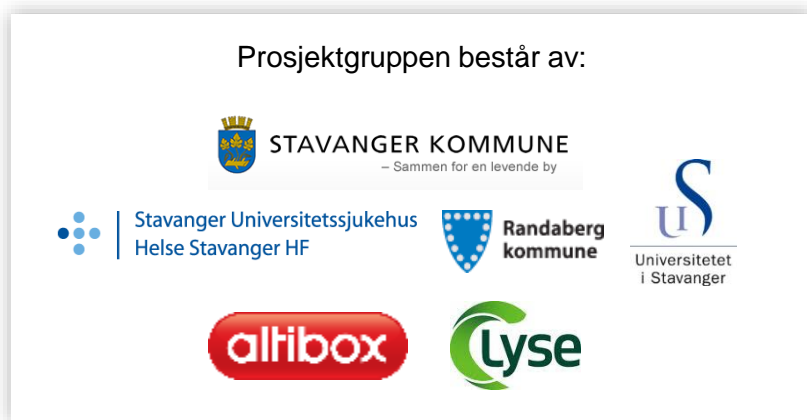 Prosjektgruppen består av:
STAVANGER KOMMUNE
– Sammen for en levende by
Stavanger Universitetssjukehus
Helse Stavanger HF
Randaberg
kommune
US
Universitetet
i Stavanger
altibox
Lyse